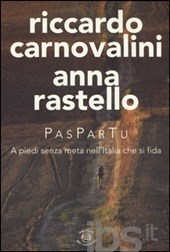 riccardo
carnovalini
anna
rastello
PASPARTU
A piedi senza meta nell'Italia che si fida
ibs.it